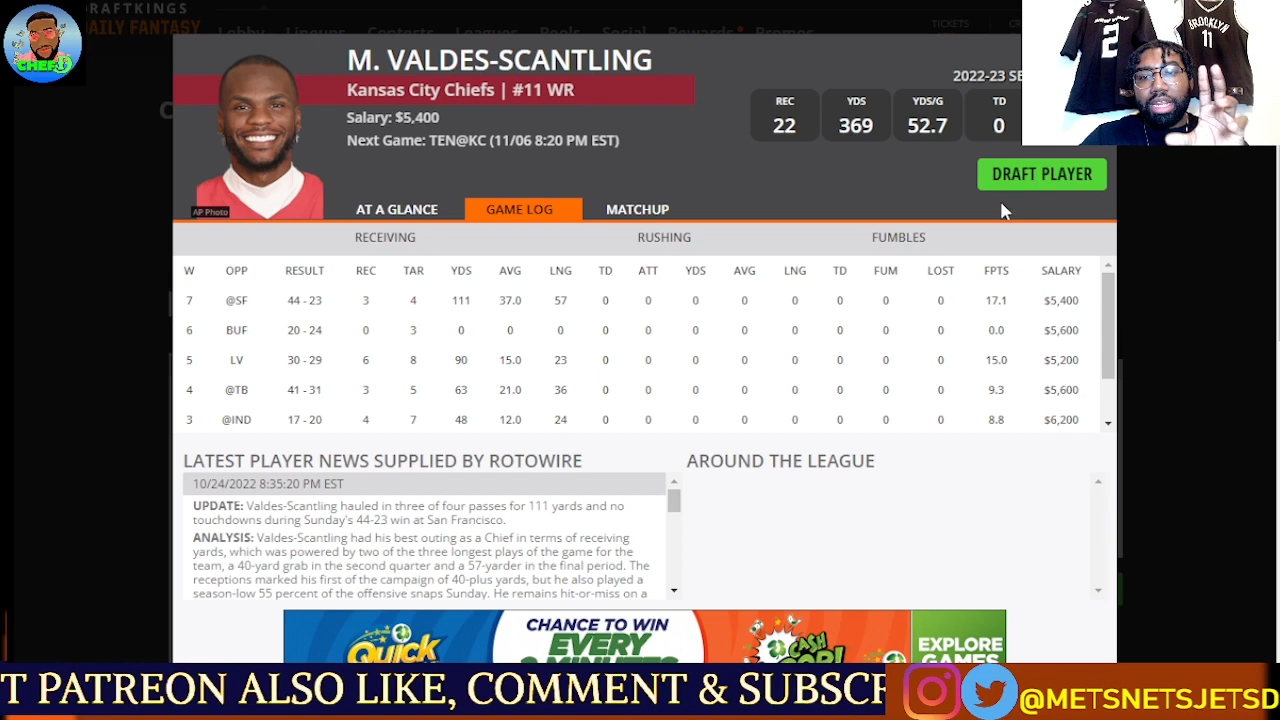 DRAFTKINGS
DAILY FANTASY
CHEF
M. VALDES-SCANTLING
Kansas City Chiefs | #11 WR
Salary: $5,400
Next Game: TEN@KC (11/06 8:20 PM EST)
2022-23 SE
REC YDS YDS/G TD
22 369 52.7 0
BROOKLYN
11
2
DRAFT PLAYER
AP Photo
AT A GLANCE GAME LOG MATCHUP
RECEIVING RUSHING FUMBLES
W OPP RESULT REC TAR YDS AVG LNG TD ATT YDS AVG LNG TD FUM LOST FPTS SALARY
7 @SF 44 - 23 3 4 111 37.0 57 0 0 0 0 0 0 0 0 17.1 $5,400
6 BUF 20 - 24 0 3 0 0 0 0 0 0 0 0 0 0 0 0.0 $5,600
5 LV 30 - 29 6 8 90 15.0 23 0 0 0 0 0 0 0 0 15.0 $5,200
4 @TB 41 - 31 3 5 63 21.0 36 0 0 0 0 0 0 0 0 9.3 $5,600
3 @IND 17 - 20 4 7 48 12.0 24 0 0 0 0 0 0 0 0 8.8 $6,200
LATEST PLAYER NEWS SUPPLIED BY ROTOWIRE
AROUND THE LEAGUE
10/24/2022 8:35:20 PM EST
UPDATE: Valdes-Scantling hauled in three of four passes for 111 yards and no
touchdowns during Sunday's 44-23 win at San Francisco.
ANALYSIS: Valdes-Scantling had his best outing as a Chief in terms of receiving
yards, which was powered by two of the three longest plays of the game for the
team, a 40-yard grab in the second quarter and a 57-yarder in the final period. The
receptions marked his first of the campaign of 40-plus yards, but he also played a
season-low 55 percent of the offensive snaps Sunday. He remains hit-or-miss on a
Quick
CHANCE TO WIN
EVERY
CASH
EXPLORE
GAMES
T PATREON ALSO LIKE, COMMENT & SUBSCR
@METSNETSJETSD